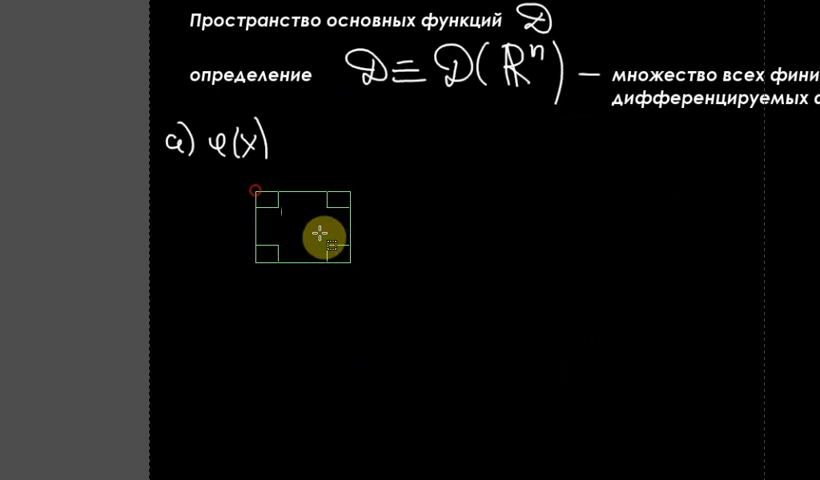 Пространство основных функций 𝒟
определение 𝒟 ≡ 𝒟(ℝⁿ) — множество всех фини
дифференцируемых
а) φ(x)